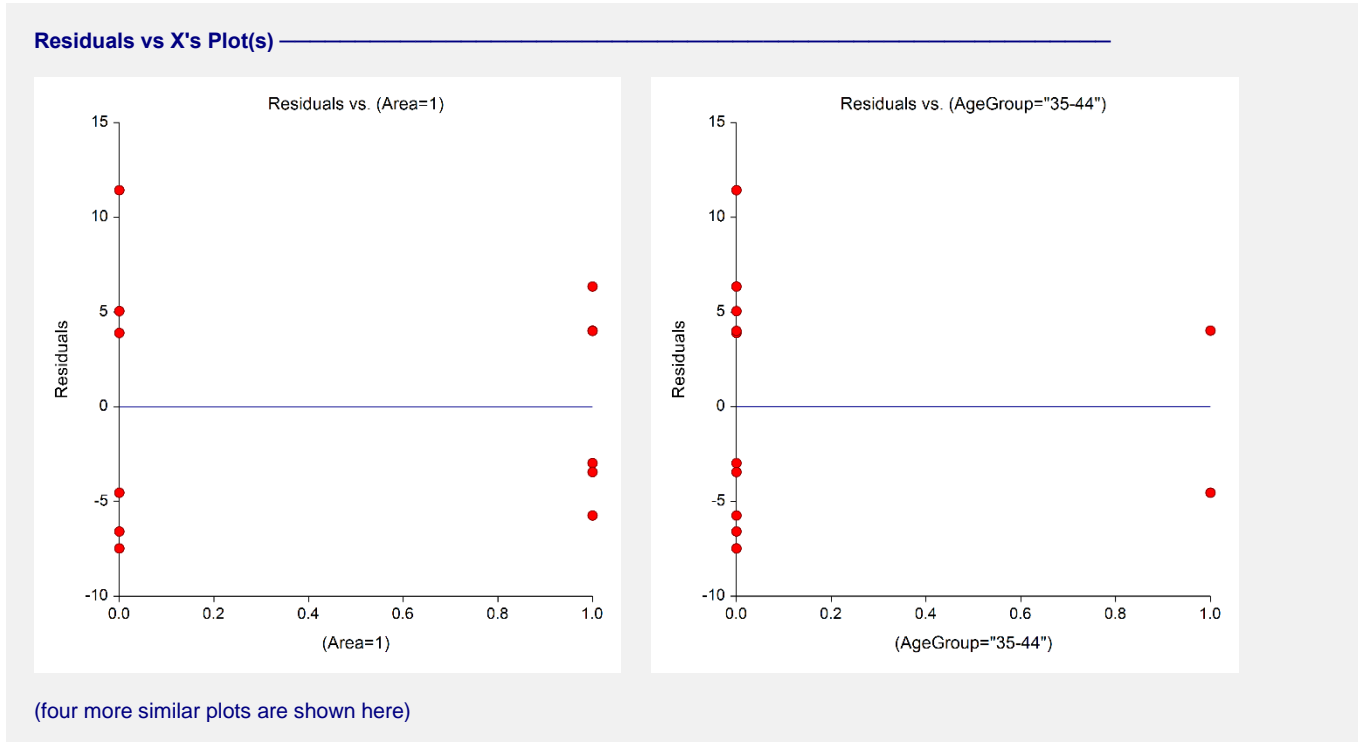 Residuals vs X's Plot(s)
Residuals vs. (Area=1)
15
10
5
0
-5
-10
Residuals
0.0 0.2 0.4 0.6 0.8 1.0
(Area=1)
Residuals vs. (AgeGroup="35-44")
15
10
5
0
-5
-10
Residuals
0.0 0.2 0.4 0.6 0.8 1.0
(AgeGroup="35-44")
(four more similar plots are shown here)